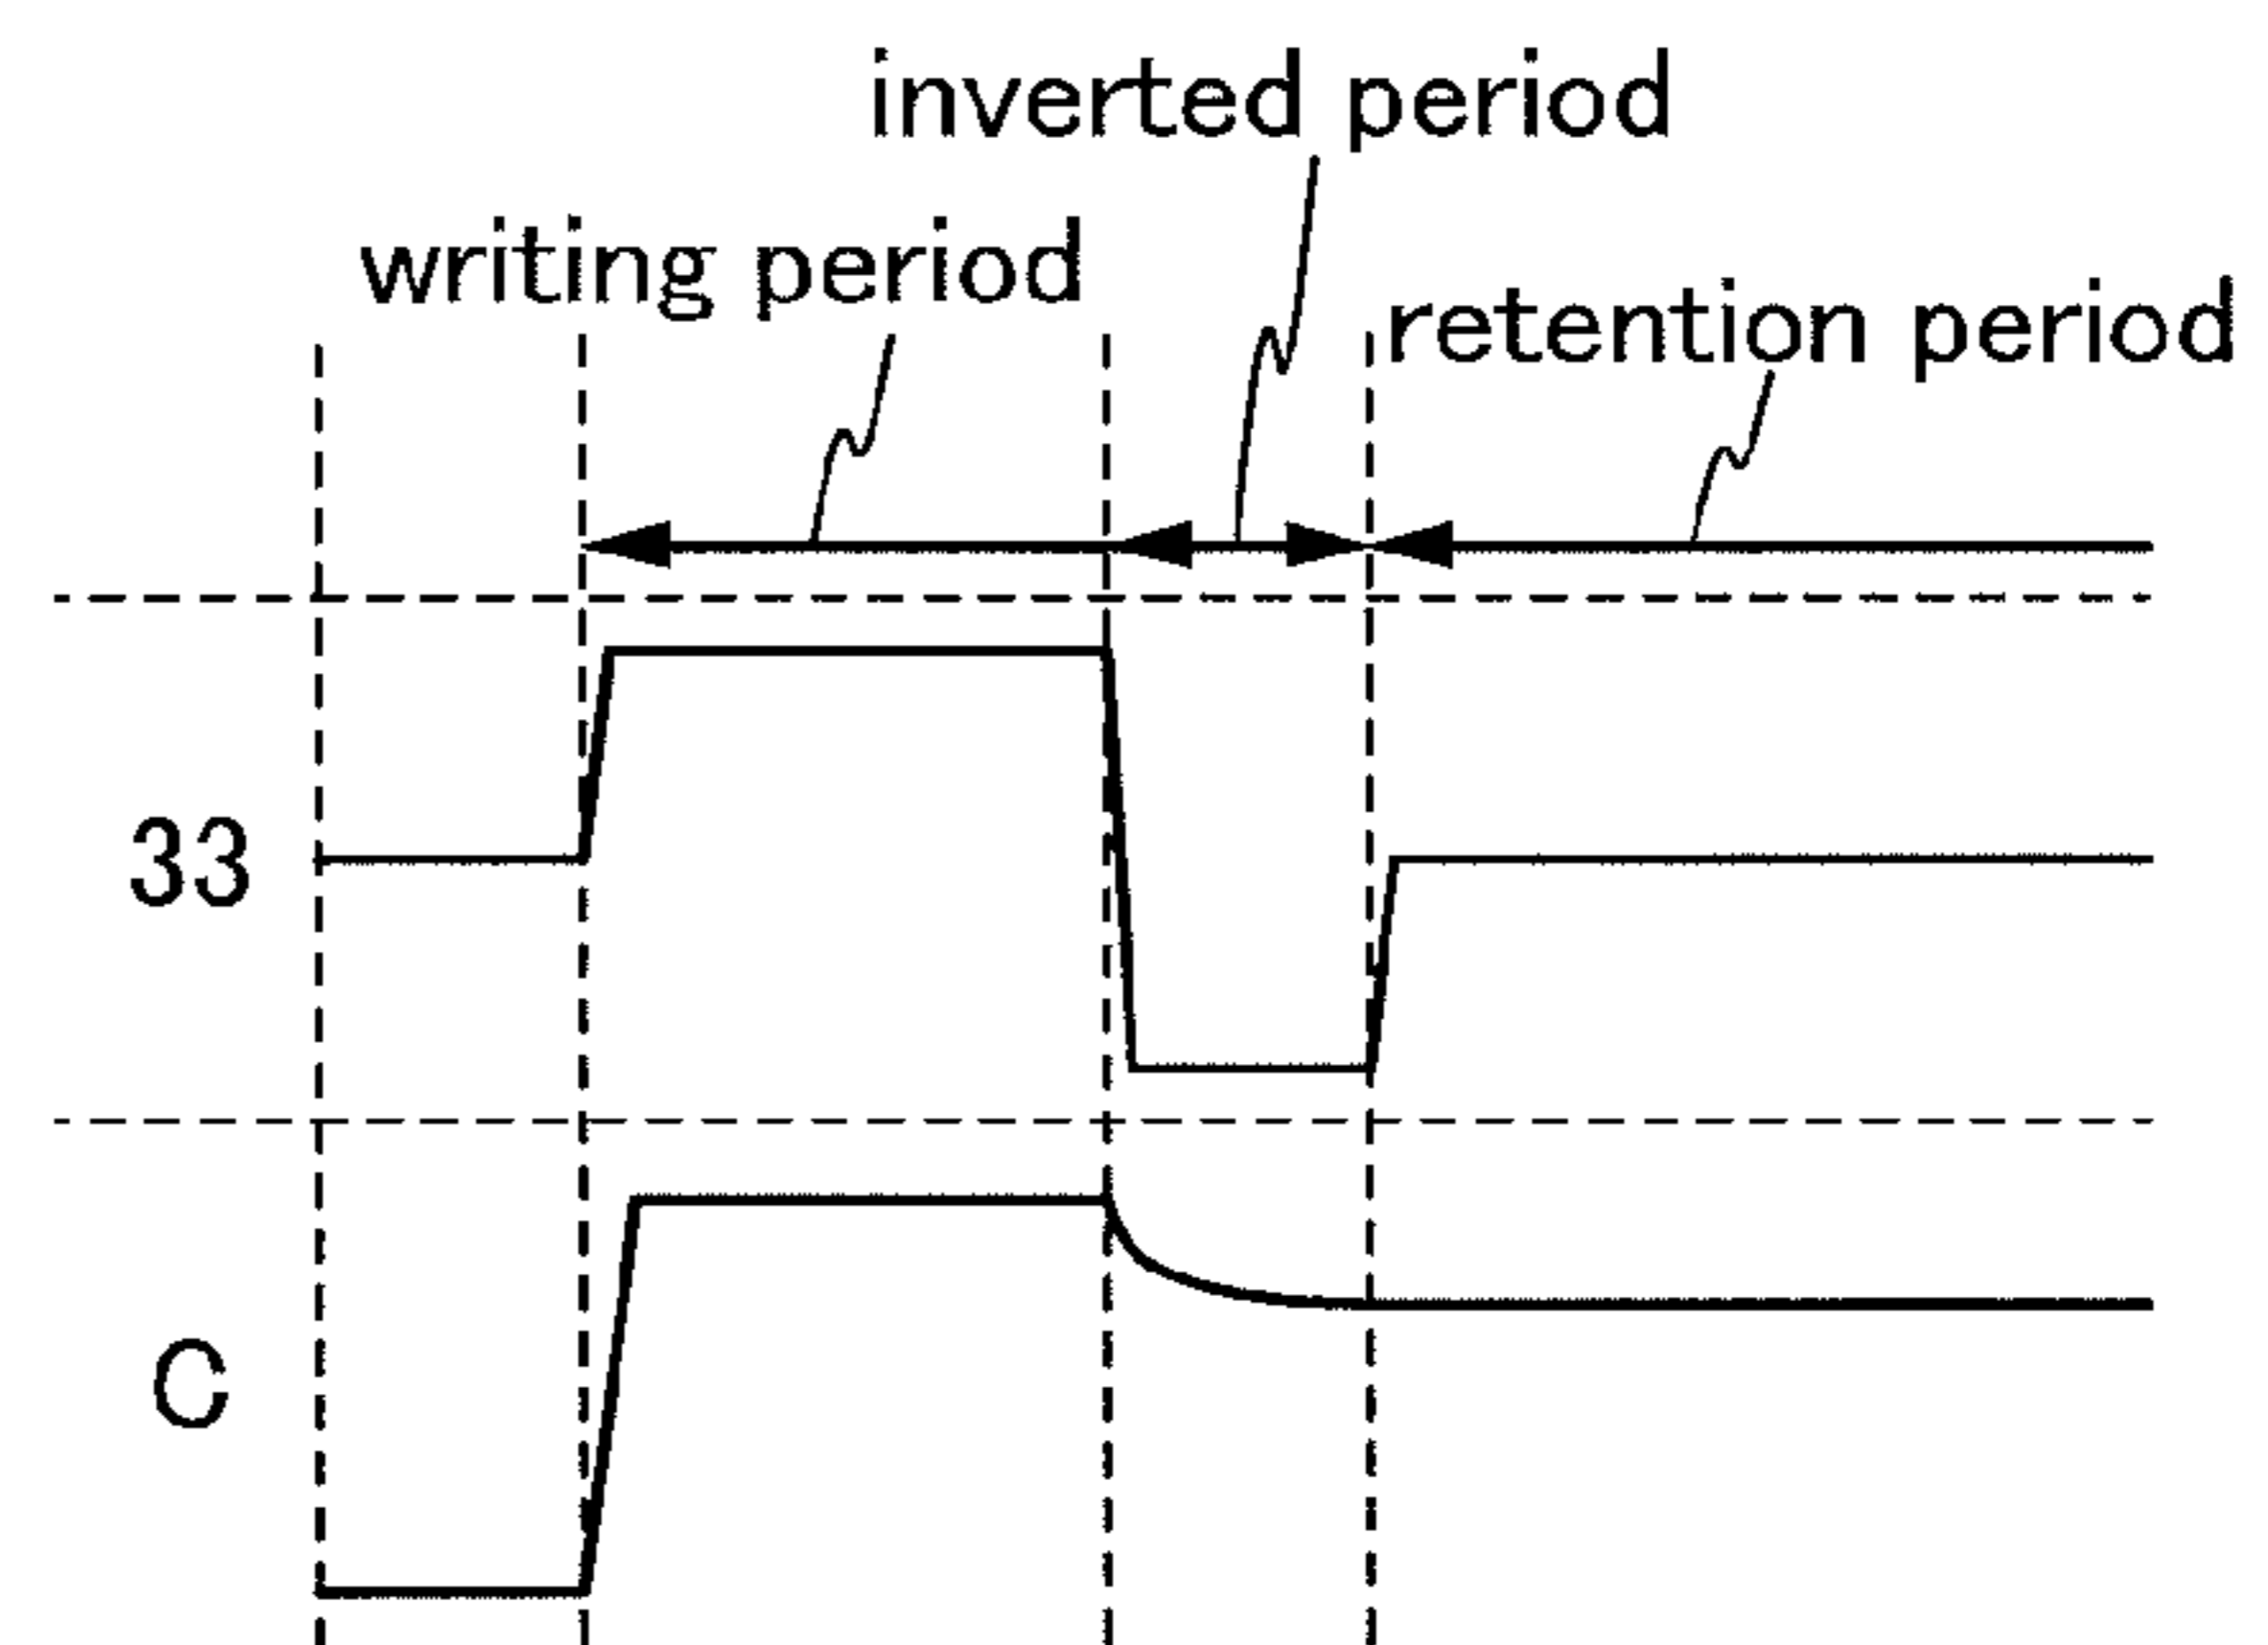 inverted period
writing period
retention period
33
C